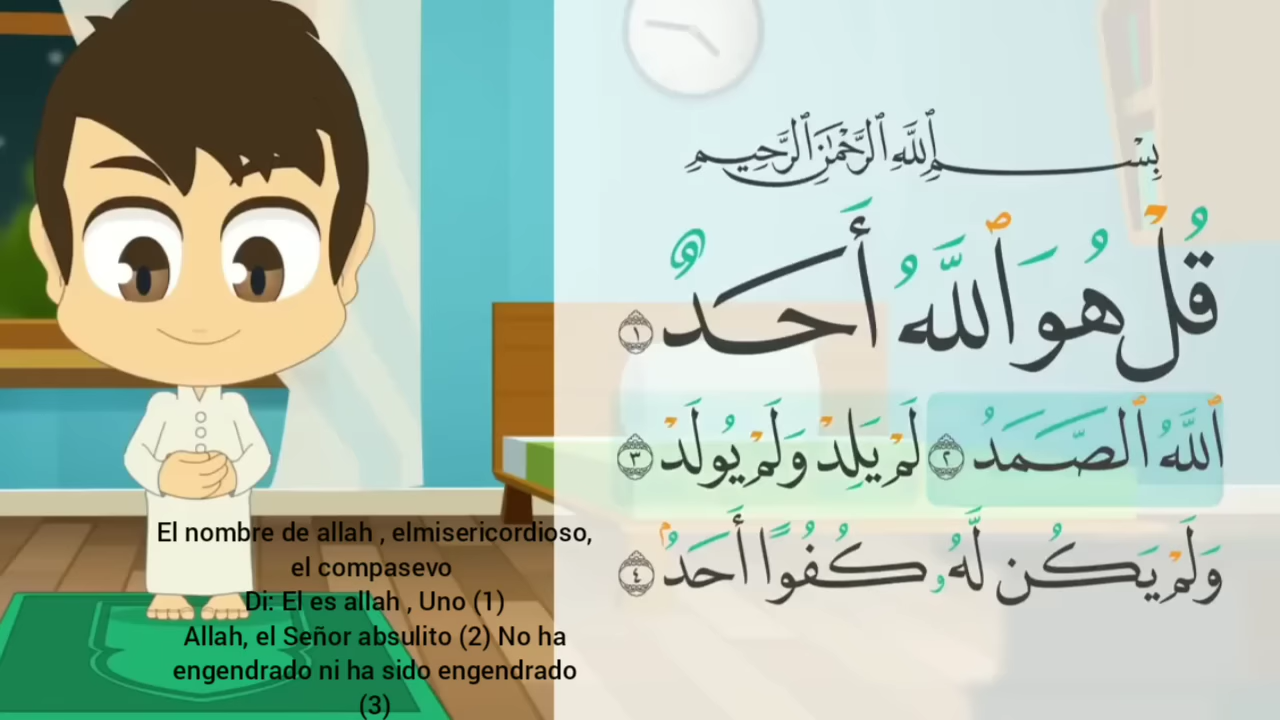 بِسْمِ ٱللَّهِ ٱلرَّحْمَٰنِ ٱلرَّحِيمِ
قُلْ هُوَ ٱللَّهُ أَحَدٌ ١
ٱللَّهُ ٱلصَّمَدُ ٢ لَمْ يَلِدْ وَلَمْ يُولَدْ ٣
وَلَمْ يَكُن لَّهُۥ كُفُوًا أَحَدٌۢ ٤
El nombre de allah , elmisericordioso,
el compasevo
Di: El es allah , Uno (1)
Allah, el Señor absulito (2) No ha
engendrado ni ha sido engendrado
(3)